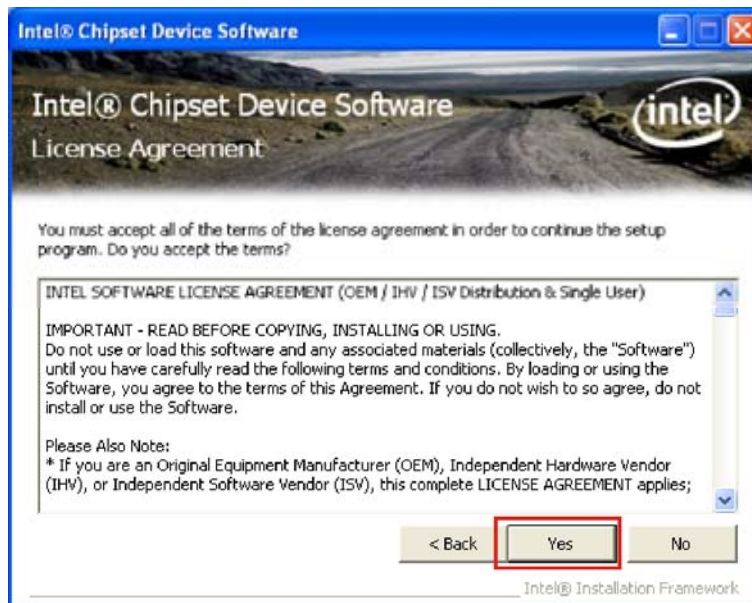 Intel® Chipset Device Software
Intel® Chipset Device Software
intel
License Agreement
You must accept all of the terms of the license agreement in order to continue the setup
program. Do you accept the terms?
INTEL SOFTWARE LICENSE AGREEMENT (OEM / IHV / ISV Distribution & Single User)
IMPORTANT - READ BEFORE COPYING, INSTALLING OR USING.
Do not use or load this software and any associated materials (collectively, the "Software")
until you have carefully read the following terms and conditions. By loading or using the
Software, you agree to the terms of this Agreement. If you do not wish to so agree, do not
install or use the Software.
Please Also Note:
* If you are an Original Equipment Manufacturer (OEM), Independent Hardware Vendor
(IHV), or Independent Software Vendor (ISV), this complete LICENSE AGREEMENT applies;
< Back
Yes
No
Intel® Installation Framework